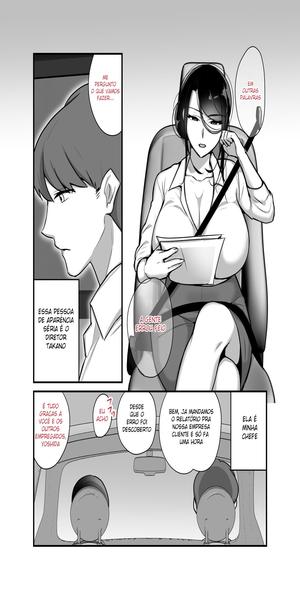 EM
OUTRAS
PALAVRAS
ME
PERGUNTO
O QUE VAMOS
FAZER...
A GENTE
ERROU FEIO
ESSA PESSOA
DE APARÊNCIA
SÉRIA É O
DIRETOR
TAKANO
ELA É
MINHA
CHEFE
BEM, JA MANDAMOS
O RELATÓRIO PRA
NOSSA EMPRESA
CLIENTE E SÓ FA
UMA HORA
DESDE
QUE O
ERRO FOI
DESCOBERTO
EU
ACHO
É TUDO
GRAÇAS A
VOCÊ E OS
OUTROS
EMPREGADOS,
YOSHIDA